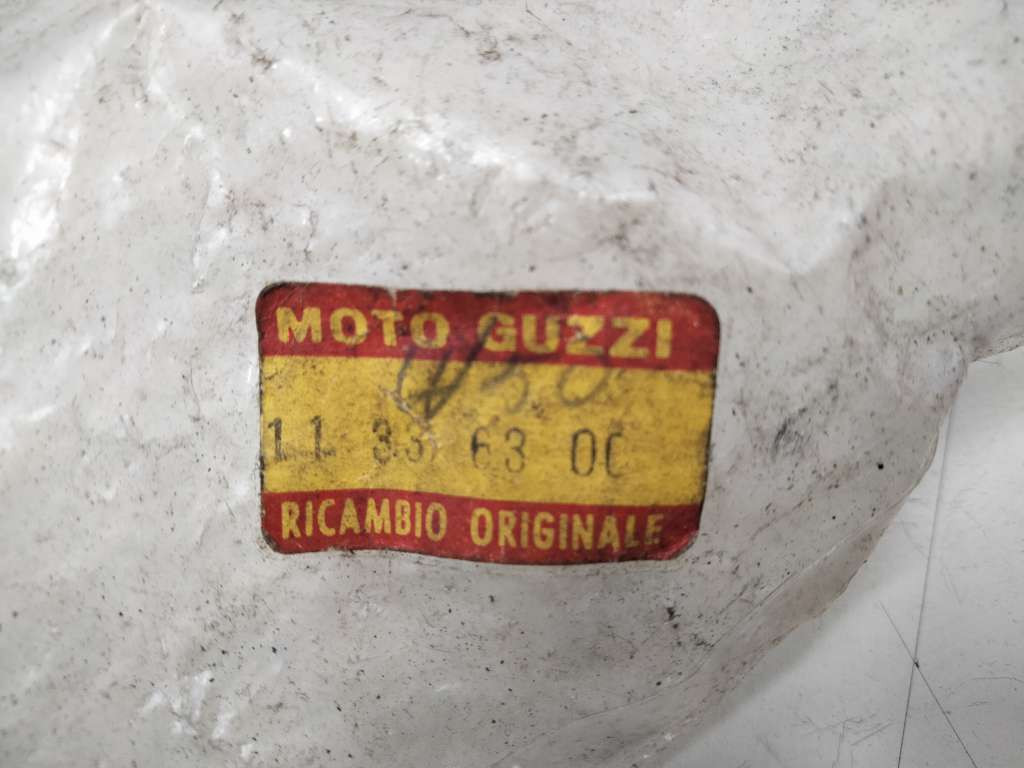 MOTO GUZZI
11 33 63 00
RICAMBIO ORIGINALE